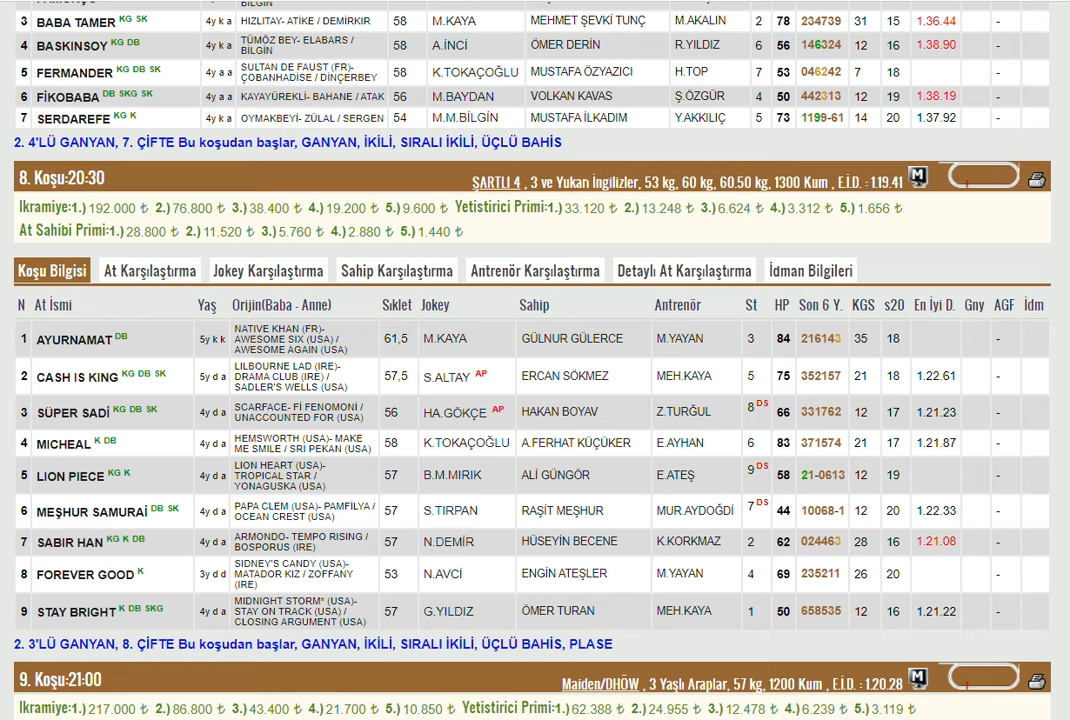 3 BABA TAMER KG SK 4y k a HIZLITAY- ATİKE / DEMİRKIR 58 M.KAYA MEHMET ŞEVKİ TUNÇ M.AKALIN 2 78 234739 31 15 1.36.44 -
4 BASKINSOY KG DB 4y k a TÜMÖZ BEY- ELABARS / BİLGİN 58 A.İNCİ ÖMER DERİN R.YILDIZ 6 56 146324 12 16 1.38.90 -
5 FERMANDER KG DB SK 4y a a SULTAN DE FAUST (FR)- ÇOBANHADİSE / DİNÇERBEY 58 K.TOKAÇOĞLU MUSTAFA ÖZYAZICI H.TOP 7 53 046242 7 18 -
6 FİKOBABA DB SKG SK 4y a a KAYAYÜREKLİ- BAHANE / ATAK 56 M.BAYDAN VOLKAN KAVAS Ş.ÖZGÜR 4 50 442313 12 19 1.38.19 -
7 SERDAREFE KG K 4y k a OYMAKBEYİ- ZÜLAL / SERGEN 54 M.M.BİLGİN MUSTAFA İLKADIM Y.AKKILIÇ 5 73 1199-61 14 20 1.37.92 -
2. 4'LÜ GANYAN, 7. ÇİFTE Bu koşudan başlar, GANYAN, İKİLİ, SIRALI İKİLİ, ÜÇLÜ BAHİS
8. Koşu:20:30 ŞARTLI 4 , 3 ve Yukarı İngilizler, 53 kg, 60 kg, 60.50 kg, 1300 Kum , E.İ.D. : 1.19.41 M
İkramiye:1.) 192.000 ₺ 2.) 76.800 ₺ 3.) 38.400 ₺ 4.) 19.200 ₺ 5.) 9.600 ₺ Yetistirici Primi:1.) 33.120 ₺ 2.) 13.248 ₺ 3.) 6.624 ₺ 4.) 3.312 ₺ 5.) 1.656 ₺
At Sahibi Primi:1.) 28.800 ₺ 2.) 11.520 ₺ 3.) 5.760 ₺ 4.) 2.880 ₺ 5.) 1.440 ₺
Koşu Bilgisi At Karşılaştırma Jokey Karşılaştırma Sahip Karşılaştırma Antrenör Karşılaştırma Detaylı At Karşılaştırma İdman Bilgileri
N At İsmi Yaş Orijin(Baba - Anne) Sıklet Jokey Sahip Antrenör St HP Son 6 Y. KGS s20 En İyi D. Gny AGF İdm
1 AYURNAMAT DB 5y k k NATIVE KHAN (FR)- AWESOME SIX (USA) / AWESOME AGAIN (USA) 61,5 M.KAYA GÜLNUR GÜLERCE M.YAYAN 3 84 216143 35 18 -
2 CASH IS KING KG DB SK 5y d a LILBOURNE LAD (IRE)- DRAMA CLUB (IRE) / SADLER'S WELLS (USA) 57,5 S.ALTAY AP ERCAN SÖKMEZ MEH.KAYA 5 75 352157 21 18 1.22.61 -
3 SÜPER SADİ KG DB SK 4y d a SCARFACE- Fİ FENOMONİ / UNACCOUNTED FOR (USA) 56 HA.GÖKÇE AP HAKAN BOYAV Z.TURĞUL 8 DS 66 331762 12 17 1.21.23 -
4 MICHEAL K DB 4y d a HEMSWORTH (USA)- MAKE ME SMILE / SRI PEKAN (USA) 58 K.TOKAÇOĞLU A.FERHAT KÜÇÜKER E.AYHAN 6 83 371574 21 17 1.21.87 -
5 LION PIECE KG K 4y d a LION HEART (USA)- TROPICAL STAR / YONAGUSKA (USA) 57 B.M.MIRIK ALİ GÜNGÖR E.ATEŞ 9 DS 58 21-0613 12 19 -
6 MEŞHUR SAMURAİ DB SK 4y d a PAPA CLEM (USA)- PAMFİLYA / OCEAN CREST (USA) 57 S.TIRPAN RAŞİT MEŞHUR MUR.AYDOĞDİ 7 DS 44 10068-1 12 20 1.22.33 -
7 SABIR HAN KG K DB 4y d a ARMONDO- TEMPO RISING / BOSPORUS (IRE) 57 N.DEMİR HÜSEYİN BECENE K.KORKMAZ 2 62 024463 28 16 1.21.08 -
8 FOREVER GOOD K 3y d d SIDNEY'S CANDY (USA)- MATADOR KIZ / ZOFFANY (IRE) 53 N.AVCİ ENGİN ATEŞLER M.YAYAN 4 69 235211 26 20 -
9 STAY BRIGHT K DB SKG 4y d a MIDNIGHT STORM* (USA)- STAY ON TRACK (USA) / CLOSING ARGUMENT (USA) 57 G.YILDIZ ÖMER TURAN MEH.KAYA 1 50 658535 12 16 1.21.22 -
2. 3'LÜ GANYAN, 8. ÇİFTE Bu koşudan başlar, GANYAN, İKİLİ, SIRALI İKİLİ, ÜÇLÜ BAHİS, PLASE
9. Koşu:21:00 Maiden/DHÖW , 3 Yaşlı Araplar, 57 kg, 1200 Kum , E.İ.D. : 1.20.28 M
İkramiye:1.) 217.000 ₺ 2.) 86.800 ₺ 3.) 43.400 ₺ 4.) 21.700 ₺ 5.) 10.850 ₺ Yetistirici Primi:1.) 62.388 ₺ 2.) 24.955 ₺ 3.) 12.478 ₺ 4.) 6.239 ₺ 5.) 3.119 ₺